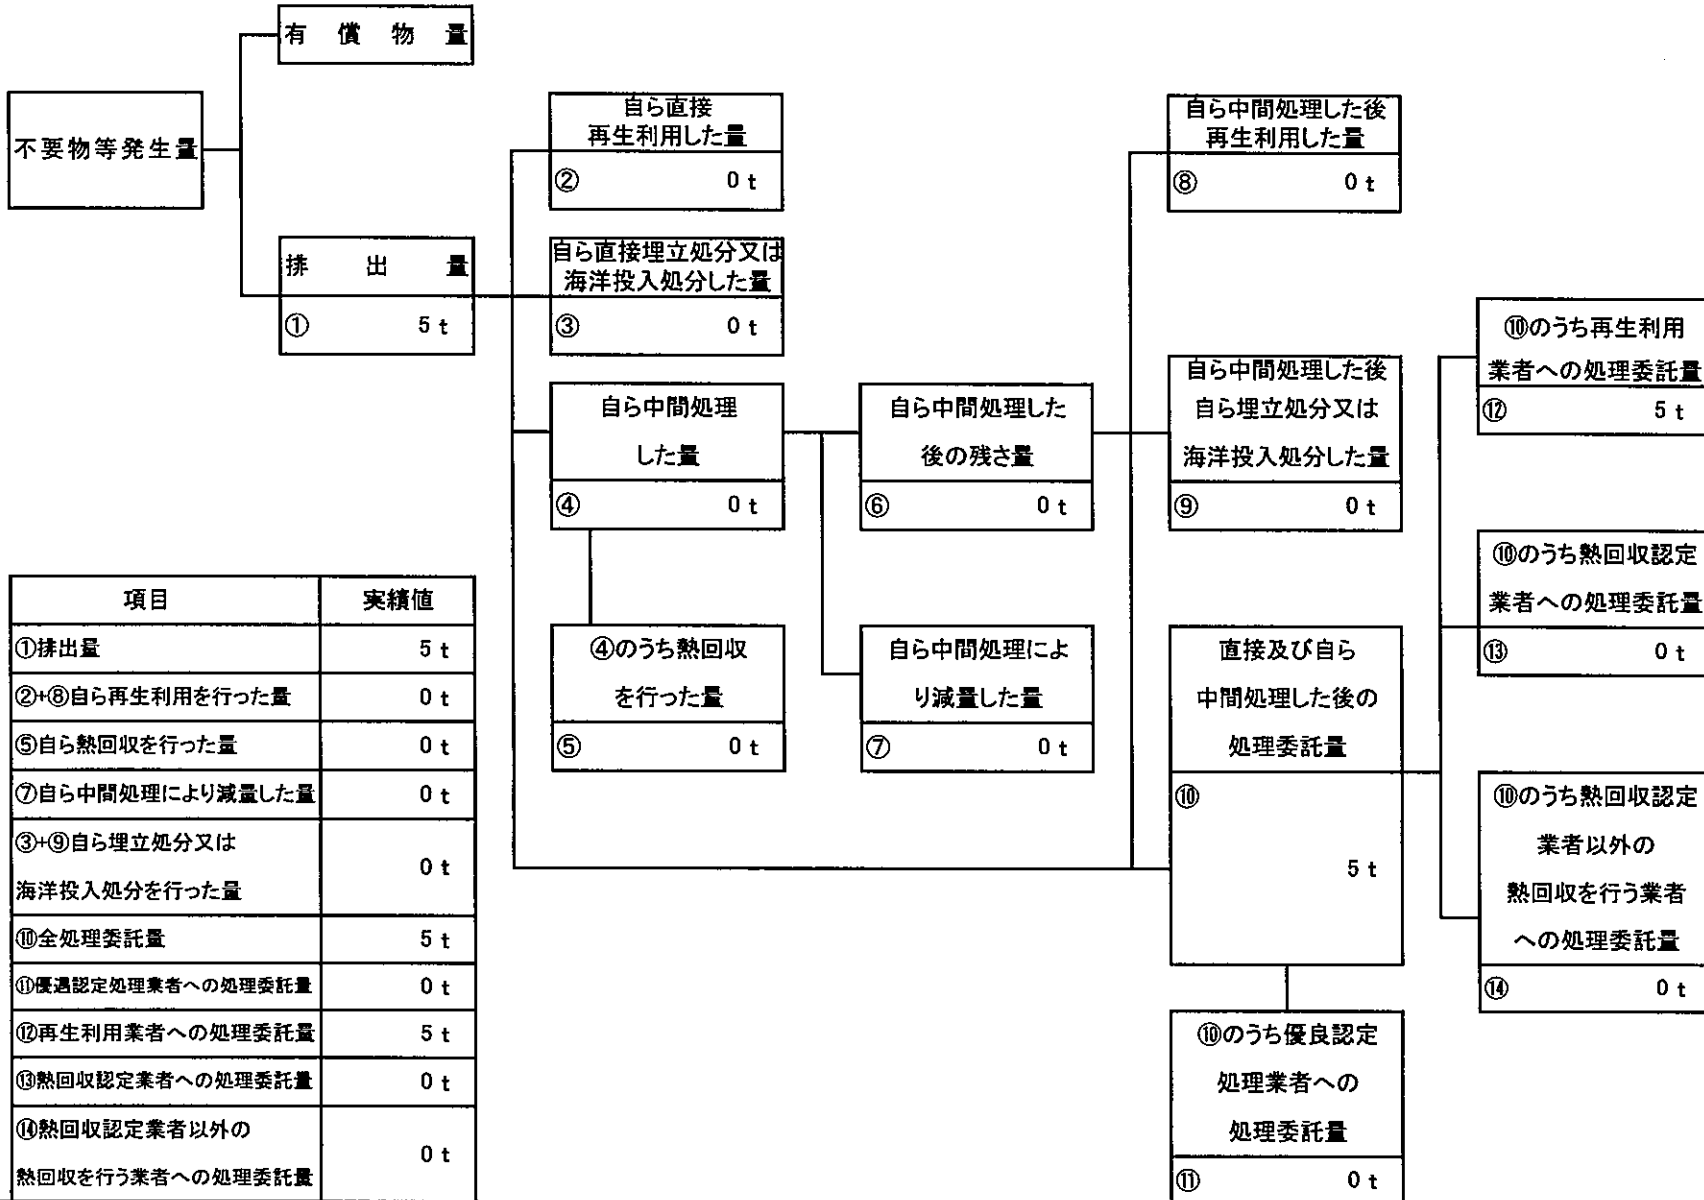 有償物量
不要物等発生量
排出量
① 5 t
自ら直接
再生利用した量
② 0 t
自ら直接埋立処分又は
海洋投入処分した量
③ 0 t
自ら中間処理
した量
④ 0 t
④のうち熱回収
を行った量
⑤ 0 t
自ら中間処理した
後の残さ量
⑥ 0 t
自ら中間処理によ
り減量した量
⑦ 0 t
自ら中間処理した後
再生利用した量
⑧ 0 t
自ら中間処理した後
自ら埋立処分又は
海洋投入処分した量
⑨ 0 t
直接及び自ら
中間処理した後の
処理委託量
⑩
5 t
⑩のうち優良認定
処理業者への
処理委託量
⑪ 0 t
⑩のうち再生利用
業者への処理委託量
⑫ 5 t
⑩のうち熱回収認定
業者への処理委託量
⑬ 0 t
⑩のうち熱回収認定
業者以外の
熱回収を行う業者
への処理委託量
⑭ 0 t
項目 実績値
①排出量 5 t
②+⑧自ら再生利用を行った量 0 t
⑤自ら熱回収を行った量 0 t
⑦自ら中間処理により減量した量 0 t
③+⑨自ら埋立処分又は
海洋投入処分を行った量 0 t
⑩全処理委託量 5 t
⑪優遇認定処理業者への処理委託量 0 t
⑫再生利用業者への処理委託量 5 t
⑬熱回収認定業者への処理委託量 0 t
⑭熱回収認定業者以外の
熱回収を行う業者への処理委託量 0 t